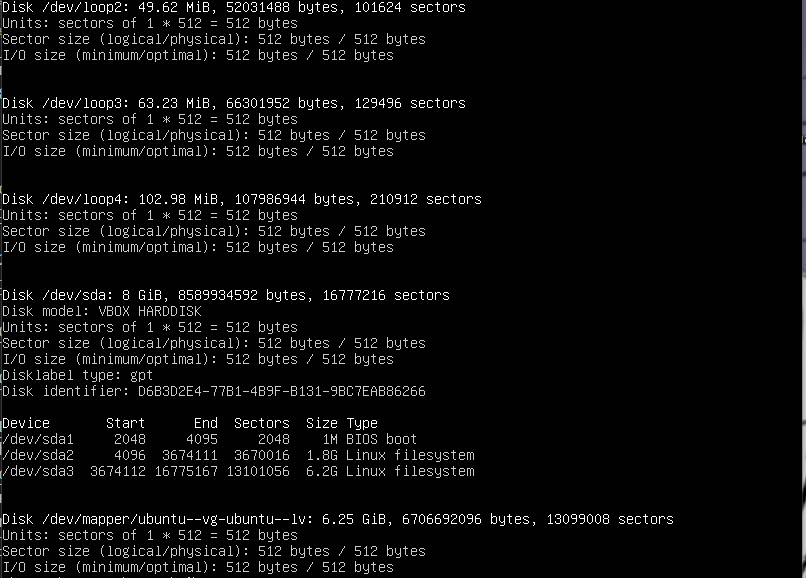 Disk /dev/loop2: 49.62 MiB, 52031488 bytes, 101624 sectors
Units: sectors of 1 * 512 = 512 bytes
Sector size (logical/physical): 512 bytes / 512 bytes
I/O size (minimum/optimal): 512 bytes / 512 bytes
Disk /dev/loop3: 63.23 MiB, 66301952 bytes, 129496 sectors
Units: sectors of 1 * 512 = 512 bytes
Sector size (logical/physical): 512 bytes / 512 bytes
I/O size (minimum/optimal): 512 bytes / 512 bytes
Disk /dev/loop4: 102.98 MiB, 107986944 bytes, 210912 sectors
Units: sectors of 1 * 512 = 512 bytes
Sector size (logical/physical): 512 bytes / 512 bytes
I/O size (minimum/optimal): 512 bytes / 512 bytes
Disk /dev/sda: 8 GiB, 8589934592 bytes, 16777216 sectors
Disk model: VBOX HARDDISK
Units: sectors of 1 * 512 = 512 bytes
Sector size (logical/physical): 512 bytes / 512 bytes
I/O size (minimum/optimal): 512 bytes / 512 bytes
Disklabel type: gpt
Disk identifier: D6B3D2E4-77B1-4B9F-B131-9BC7EAB86266
Device Start End Sectors Size Type
/dev/sda1 2048 4095 2048 1M BIOS boot
/dev/sda2 4096 3674111 3670016 1.8G Linux filesystem
/dev/sda3 3674112 16775167 13101056 6.2G Linux filesystem
Disk /dev/mapper/ubuntu--vg-ubuntu--lv: 6.25 GiB, 6706692096 bytes, 13099008 sectors
Units: sectors of 1 * 512 = 512 bytes
Sector size (logical/physical): 512 bytes / 512 bytes
I/O size (minimum/optimal): 512 bytes / 512 bytes